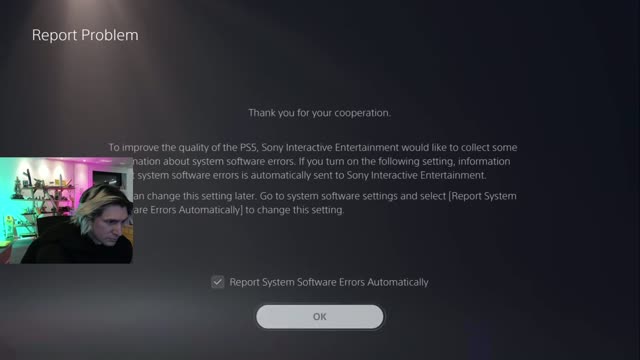 Report Problem
Thank you for your cooperation.
To improve the quality of the PS5, Sony Interactive Entertainment would like to collect some
about system software errors. If you turn on the following setting, information
system software errors is automatically sent to Sony Interactive Entertainment.
change this setting later. Go to system software settings and select [Report System
Errors Automatically] to change this setting.
Report System Software Errors Automatically
OK